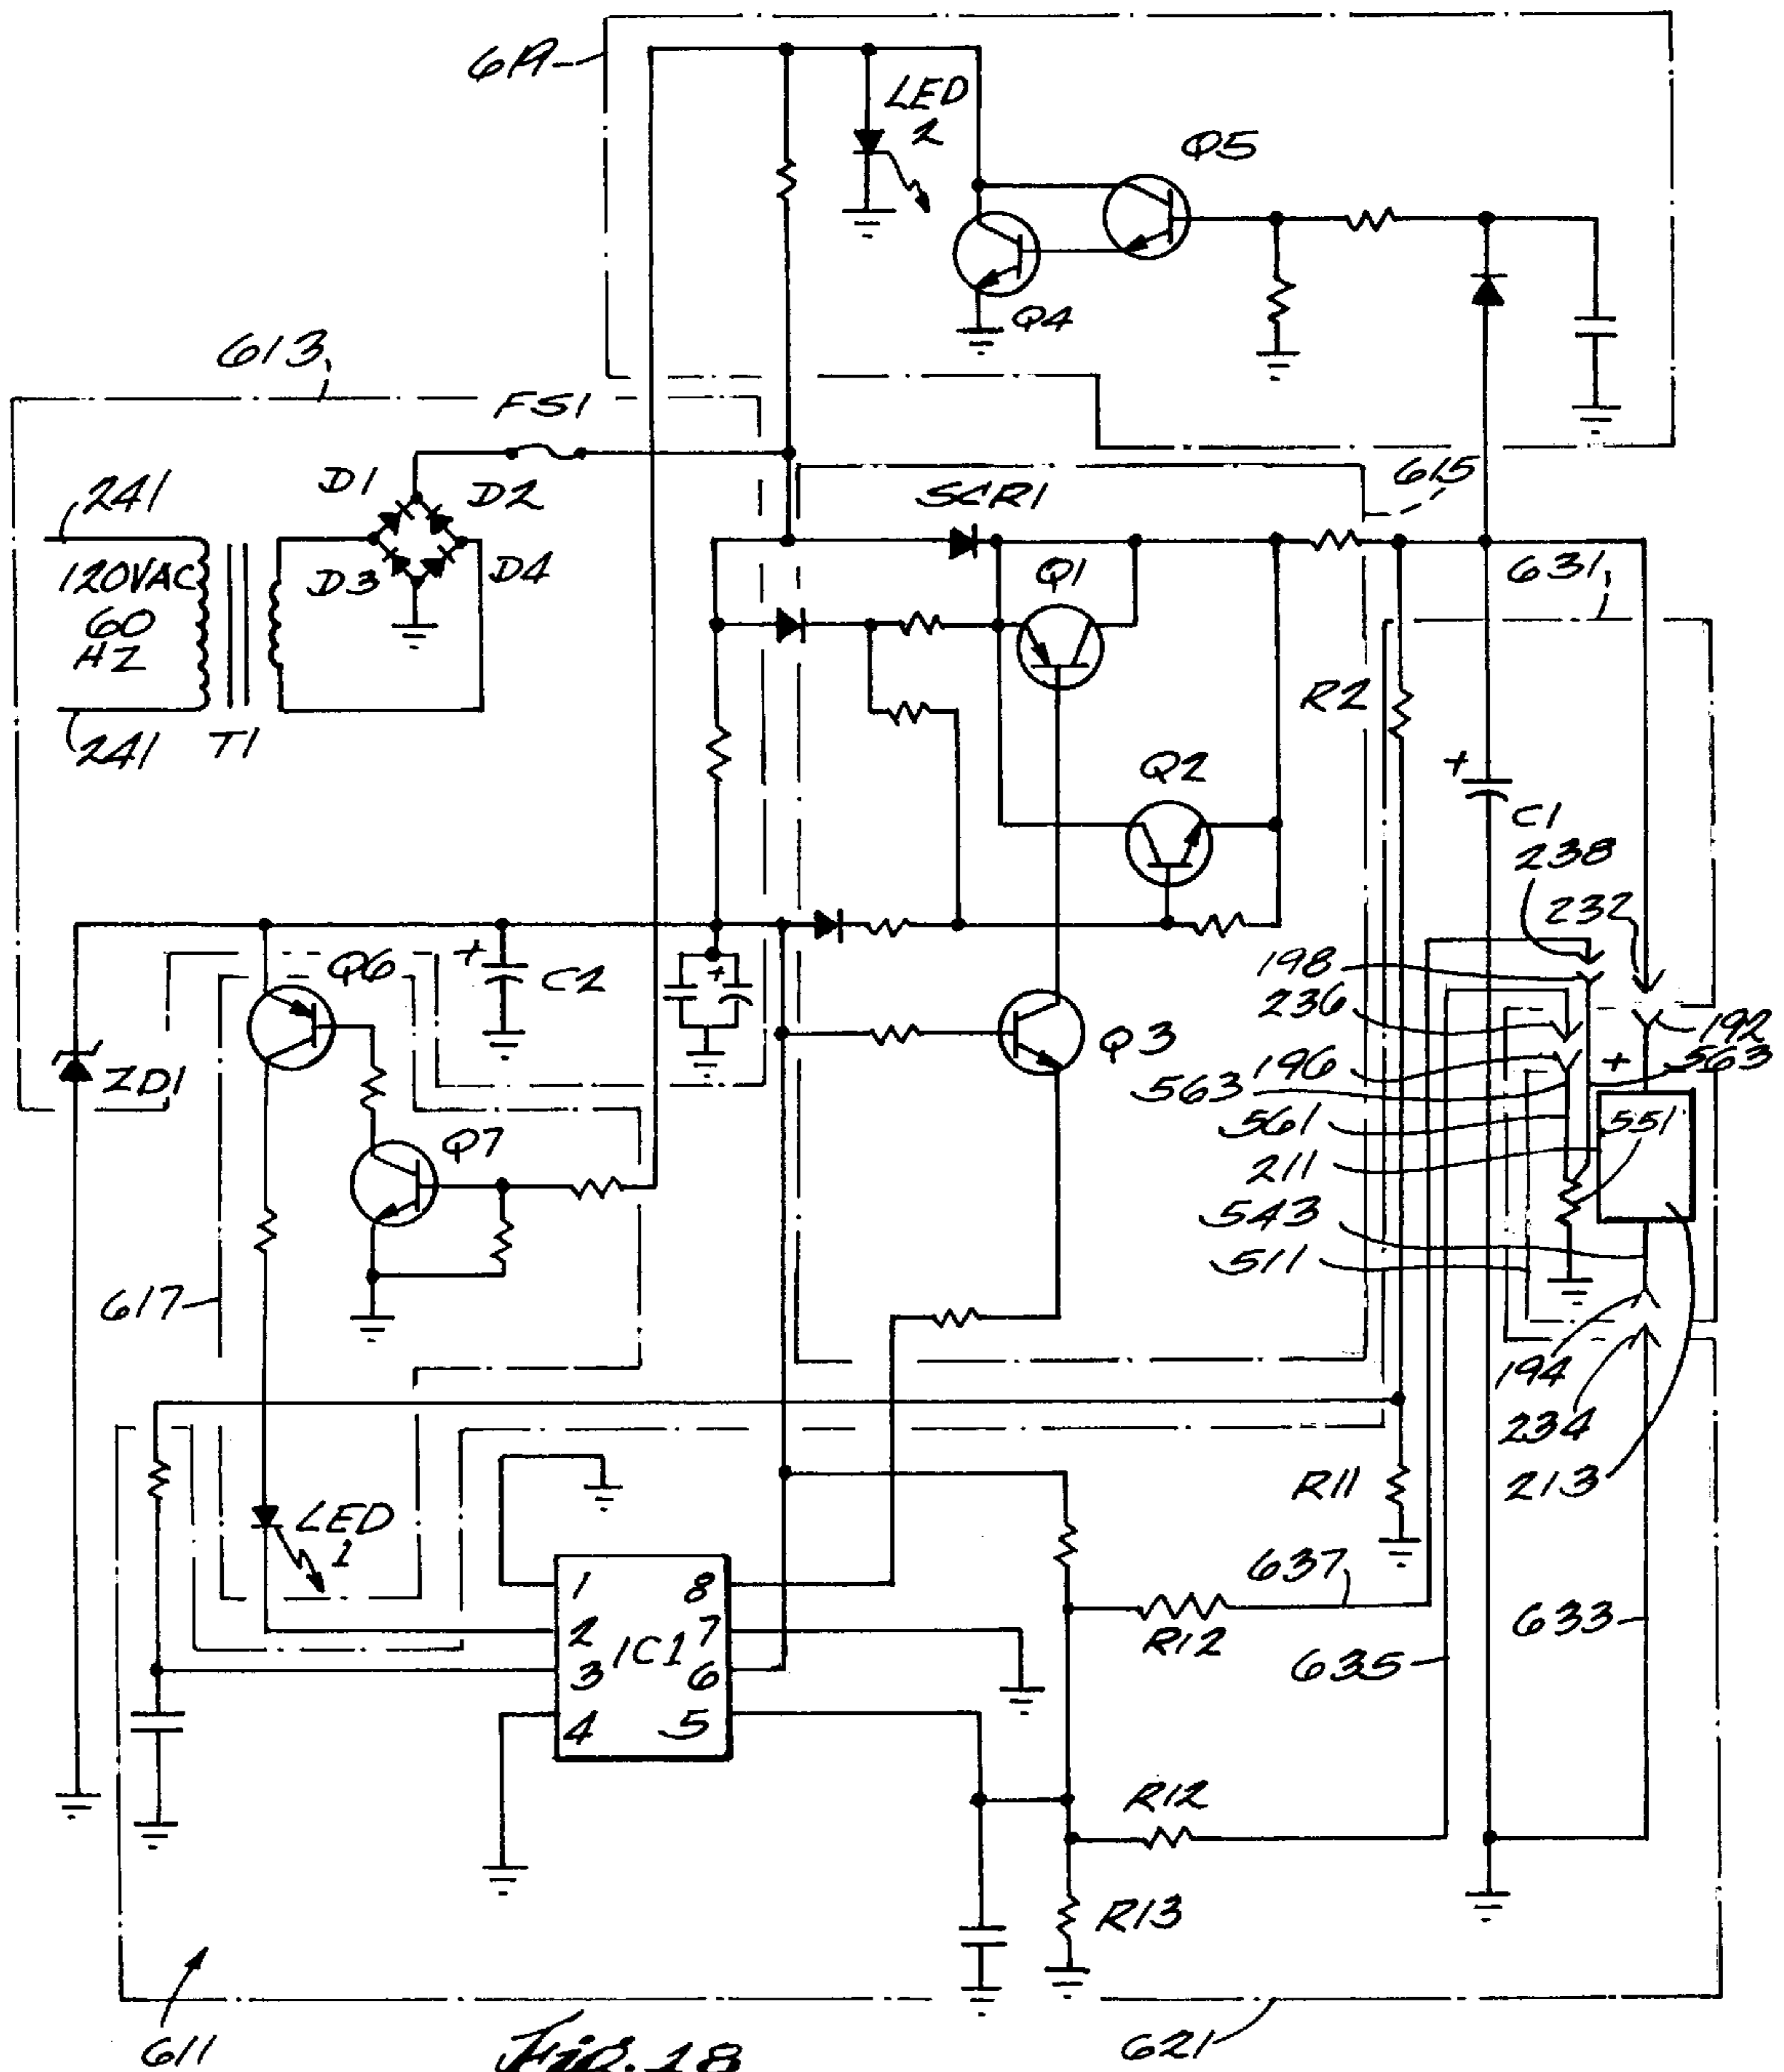 619
LED
2
Q5
Q4
613
FS1
615
241
D1
D2
SCR1
120VAC
60
HZ
D3
D4
Q1
631
241
T1
R2
Q2
+
C1
238
232
Q6
+
C2
+
198
236
192
ZD1
Q3
196
+
563
563
Q7
561
551
211
543
511
617
194
234
213
R11
LED
1
1
8
637
2
7
R12
633
IC1
3
6
635
4
5
R12
R13
611
Fig. 18
621